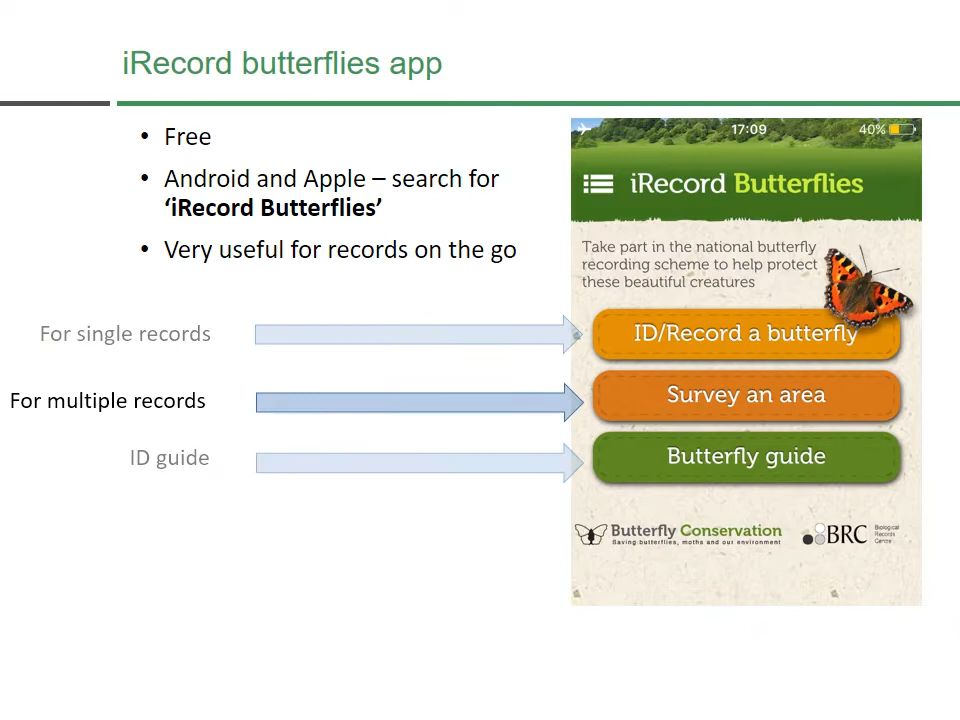 iRecord butterflies app
• Free
• Android and Apple – search for
‘iRecord Butterflies’
• Very useful for records on the go
For single records
For multiple records
ID guide
17:09
40%
iRecord Butterflies
Take part in the national butterfly
recording scheme to help protect
these beautiful creatures
ID/Record a butterfly
Survey an area
Butterfly guide
Butterfly Conservation
Saving butterflies, moths and our environment
BRC
Biological
Records
Centre